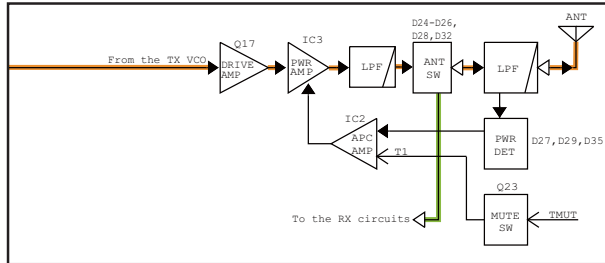 ANT
D24-D26,
D28,D32
Q17
IC3
From the TX VCO
DRIVE
AMP
PWR
AMP
LPF
ANT
SW
LPF
IC2
APC
AMP
PWR
DET
D27,D29,D35
T1
Q23
To the RX circuits
MUTE
SW
TMUT